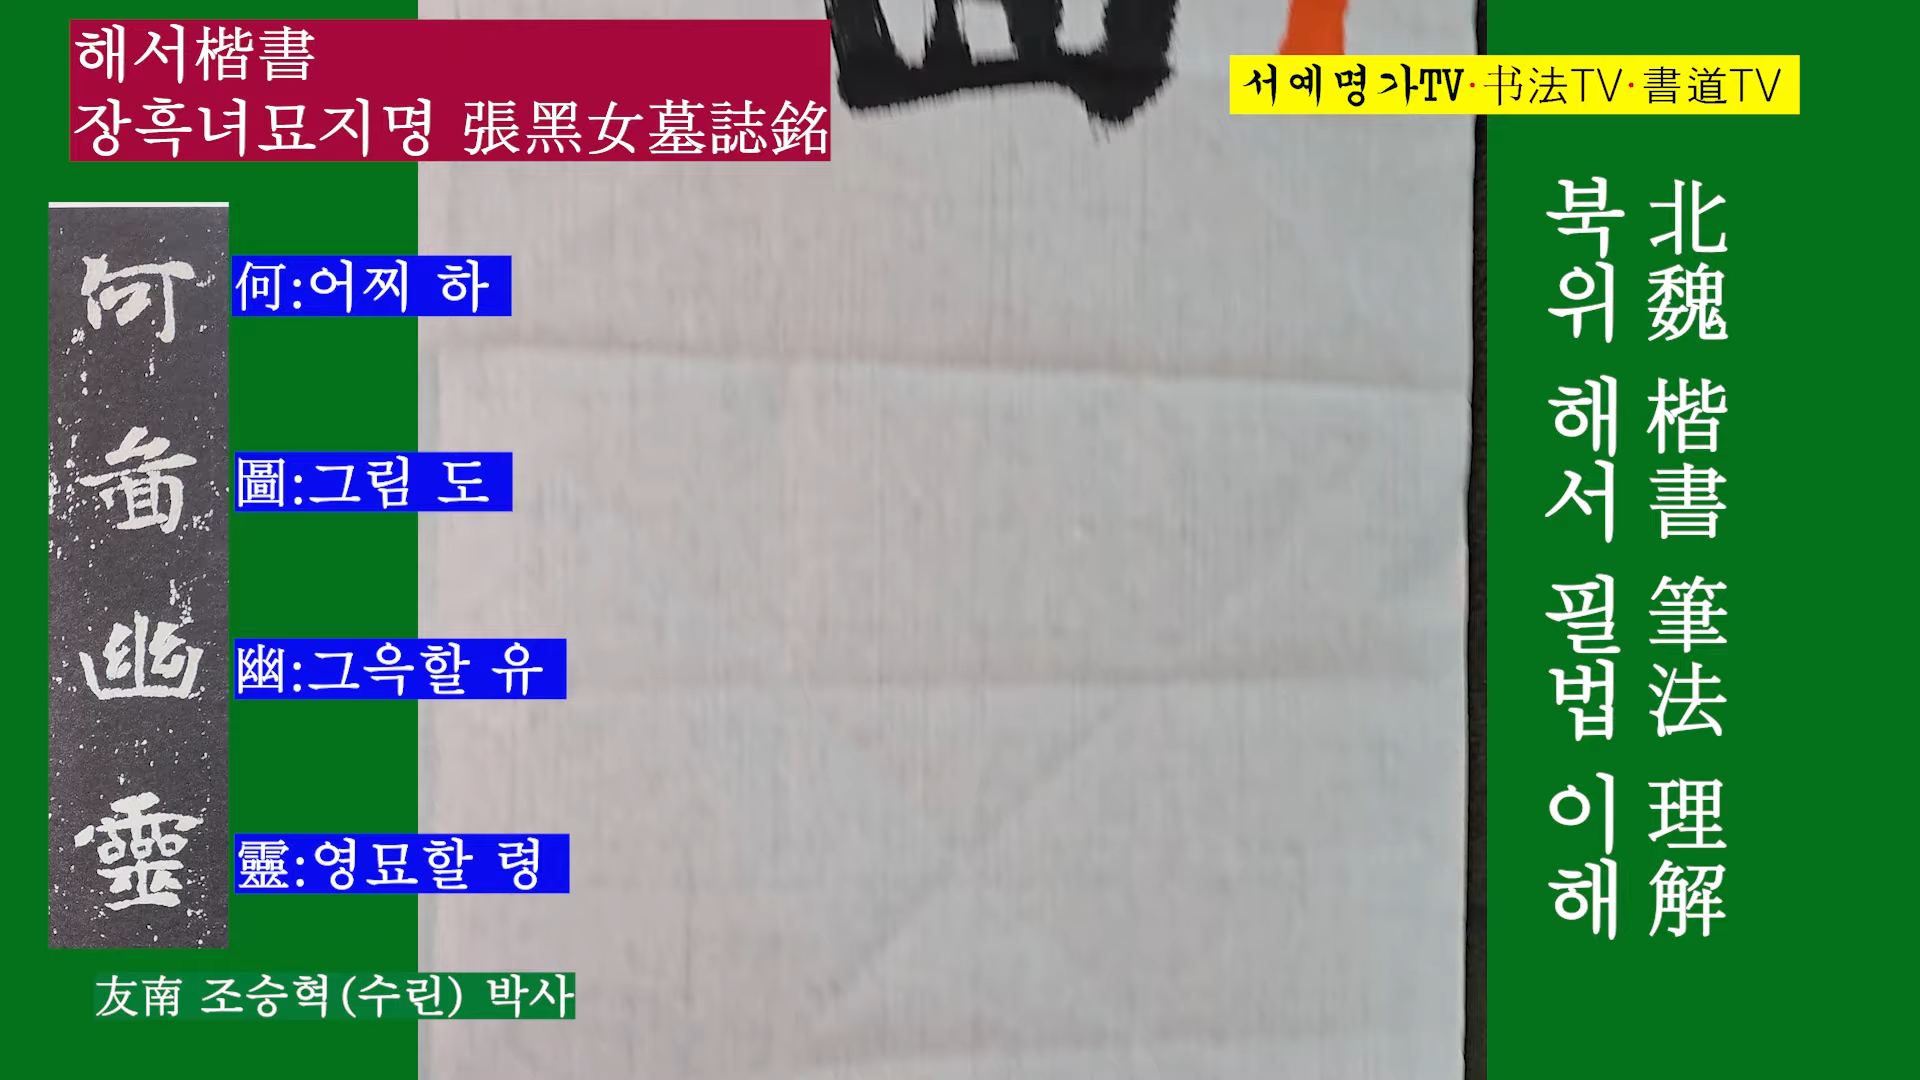 해서楷書
장흑녀묘지명 張黑女墓誌銘
서예명가TV·书法TV·書道TV
何
圖
幽
靈
何:어찌 하
圖:그림 도
幽:그윽할 유
靈:영묘할 령
友南 조승혁(수린) 박사
북위 해서 필법 이해
北魏 楷書 筆法 理解